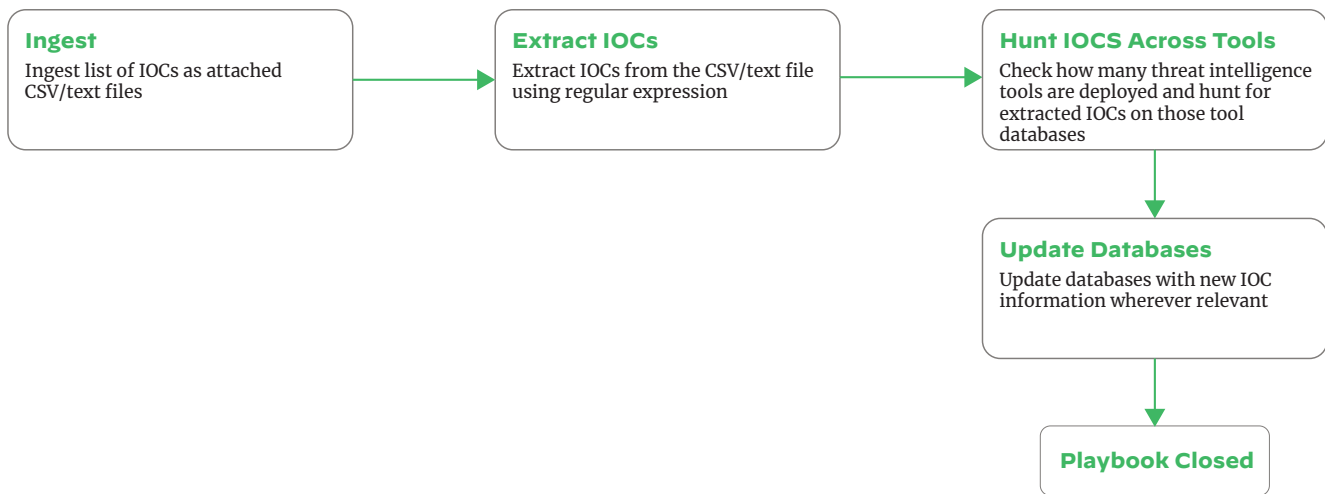 Ingest
Ingest list of IOCs as attached
CSV/text files
Extract IOCs
Extract IOCs from the CSV/text file
using regular expression
Hunt IOCS Across Tools
Check how many threat intelligence
tools are deployed and hunt for
extracted IOCs on those tool
databases
Update Databases
Update databases with new IOC
information wherever relevant
Playbook Closed